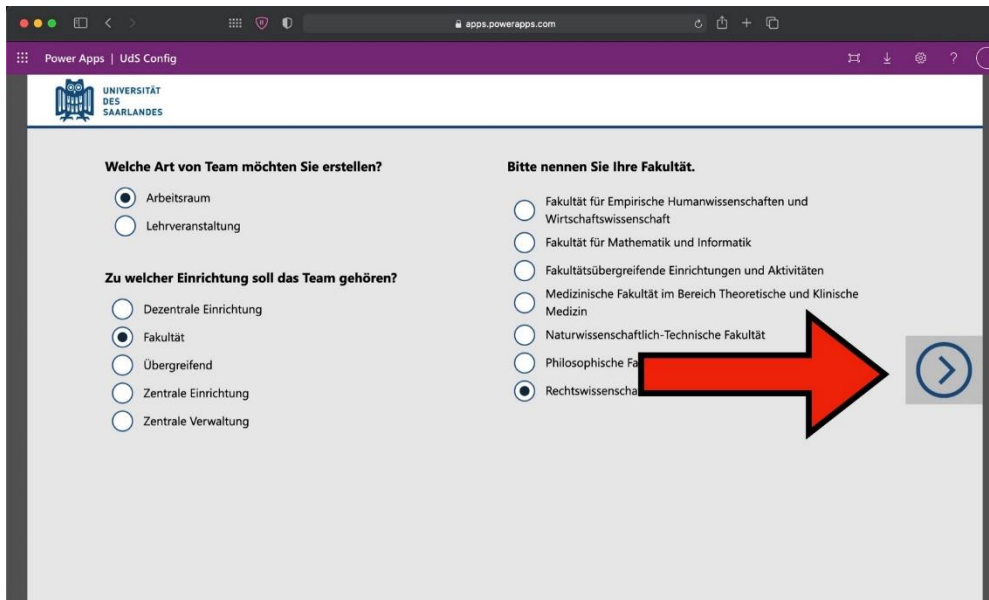 apps.powerapps.com
Power Apps | UdS Config
?
UNIVERSITÄT
DES
SAARLANDES
Welche Art von Team möchten Sie erstellen?
Arbeitsraum
Lehrveranstaltung
Zu welcher Einrichtung soll das Team gehören?
Dezentrale Einrichtung
Fakultät
Übergreifend
Zentrale Einrichtung
Zentrale Verwaltung
Bitte nennen Sie Ihre Fakultät.
Fakultät für Empirische Humanwissenschaften und
Wirtschaftswissenschaft
Fakultät für Mathematik und Informatik
Fakultätsübergreifende Einrichtungen und Aktivitäten
Medizinische Fakultät im Bereich Theoretische und Klinische
Medizin
Naturwissenschaftlich-Technische Fakultät
Philosophische Fa
Rechtswissenscha